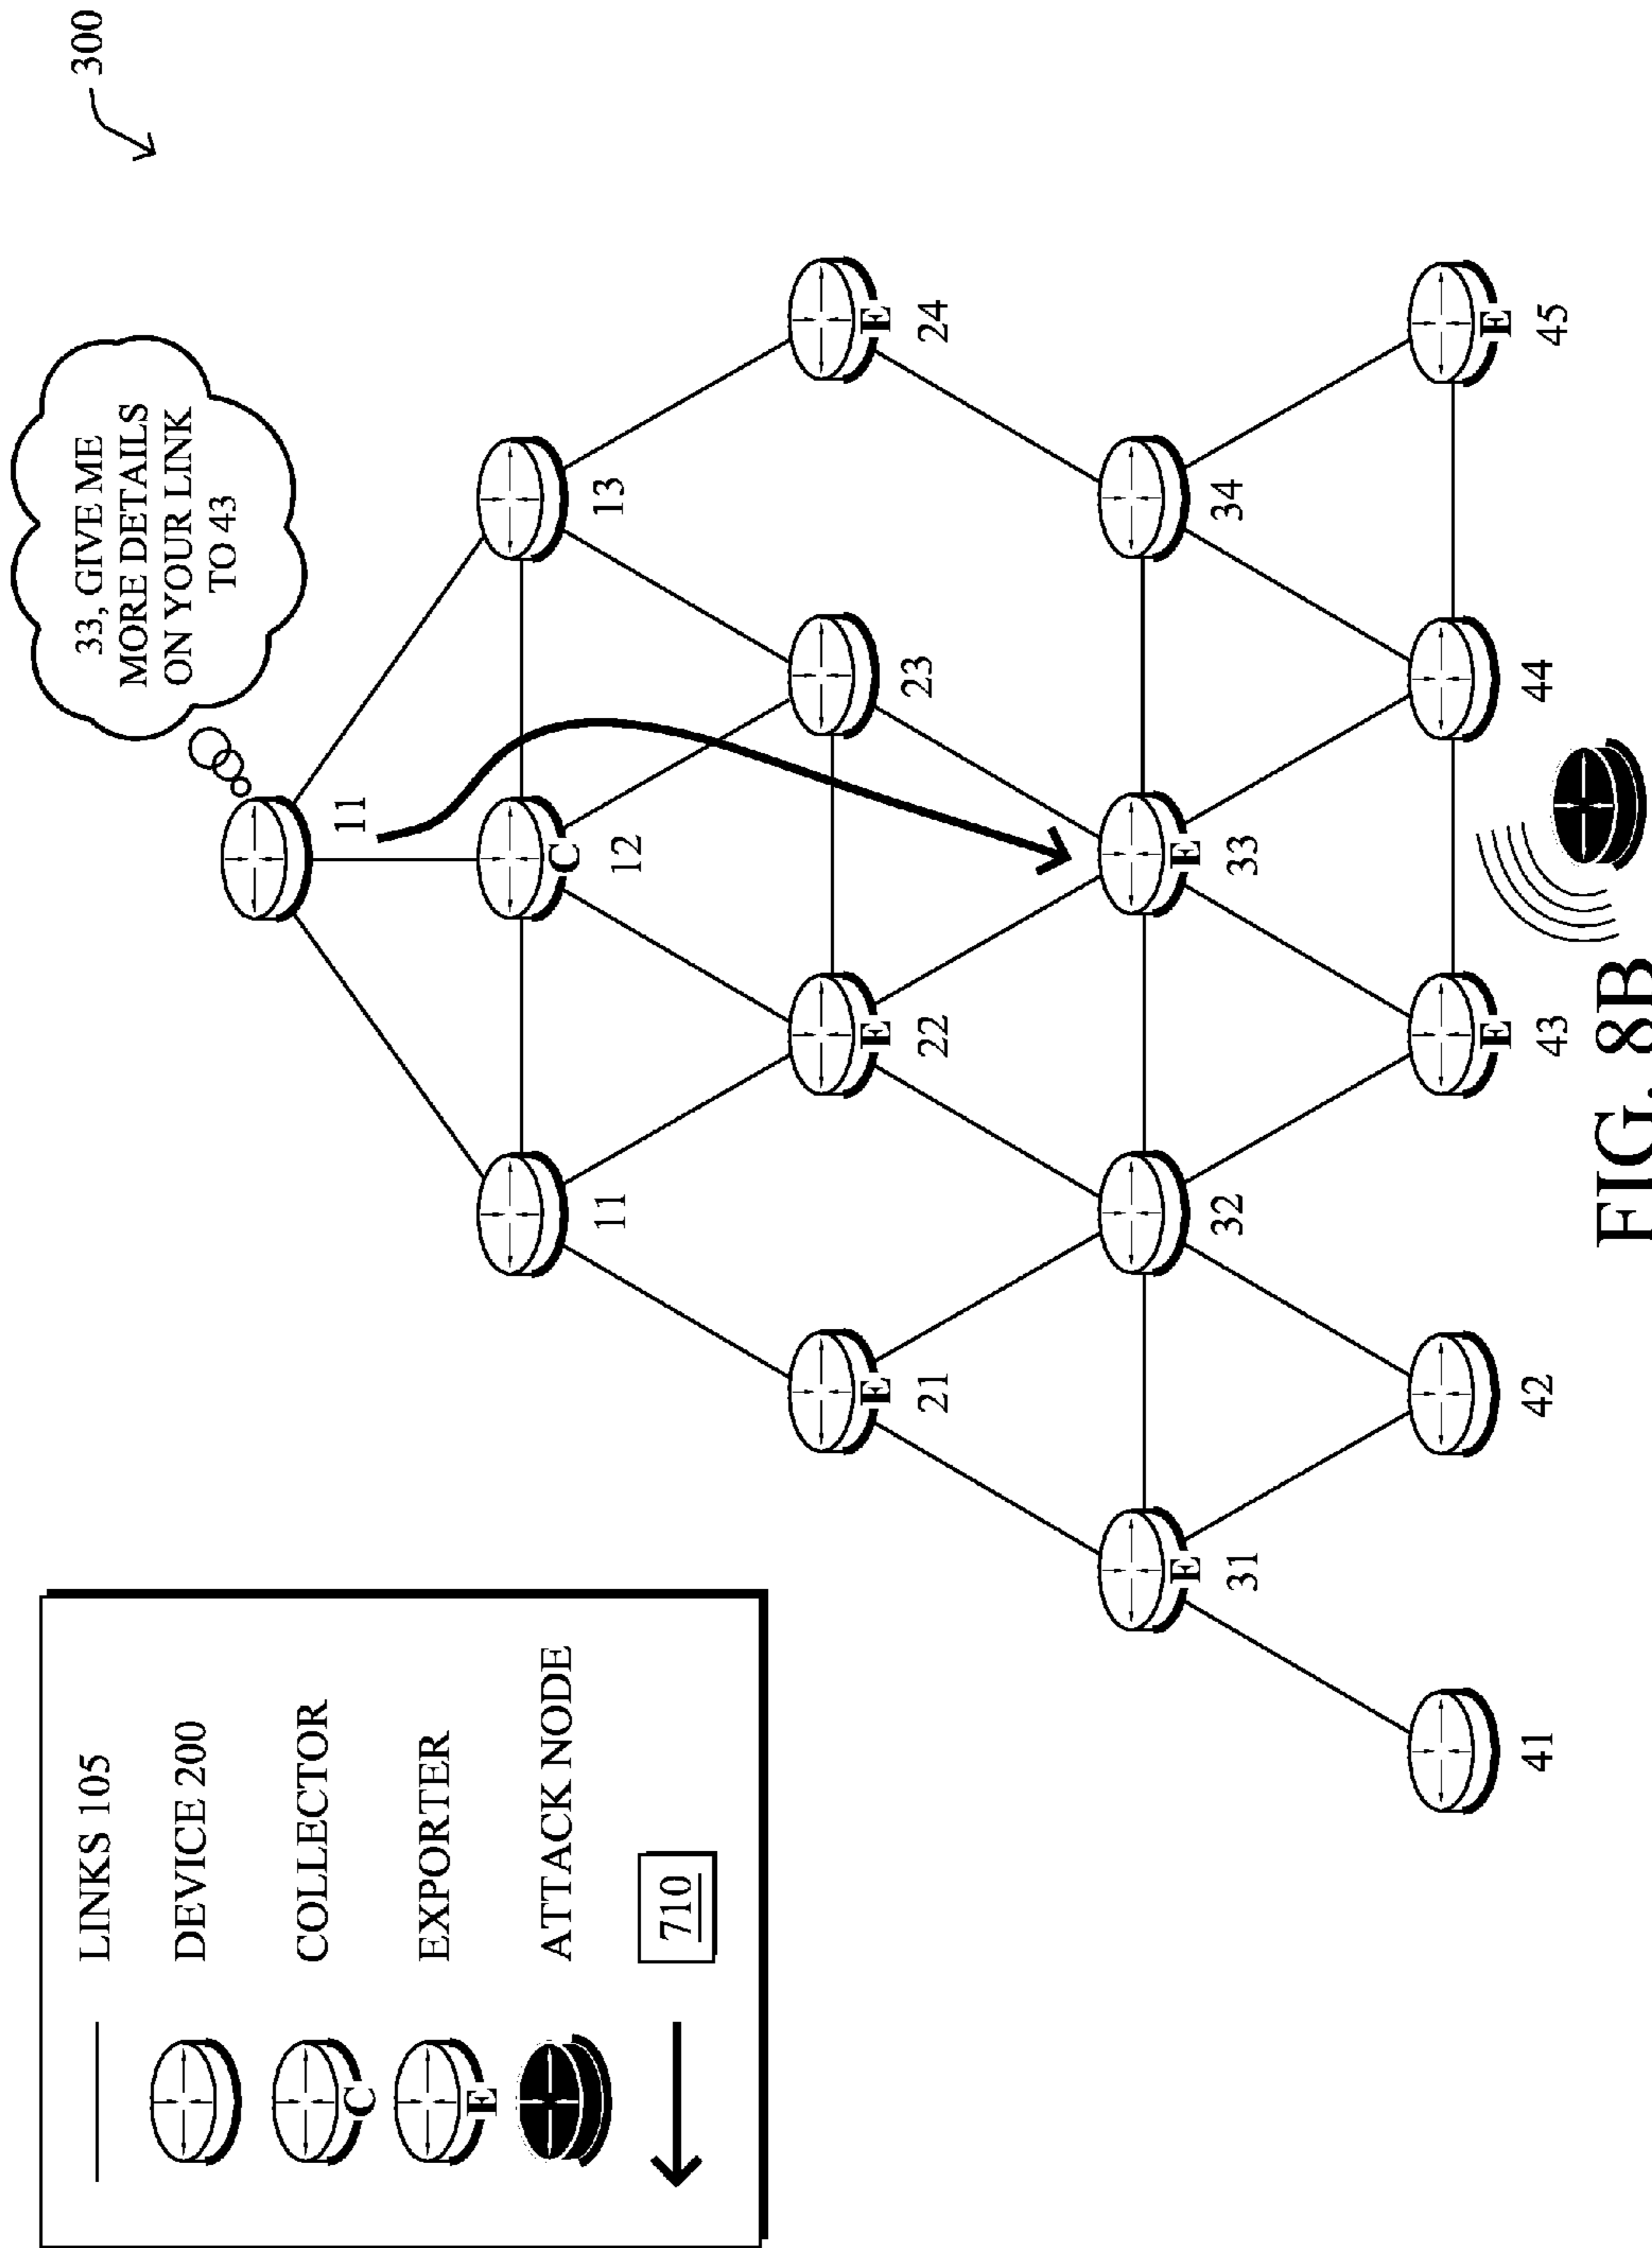 300
33, GIVE ME
MORE DETAILS
ON YOUR LINK
TO 43
LINKS 105
DEVICE 200
C
COLLECTOR
E
EXPORTER
ATTACK NODE
710
11
11
C
12
13
E
21
E
22
23
E
24
E
31
32
E
33
34
41
42
E
43
44
E
45
FIG. 8B